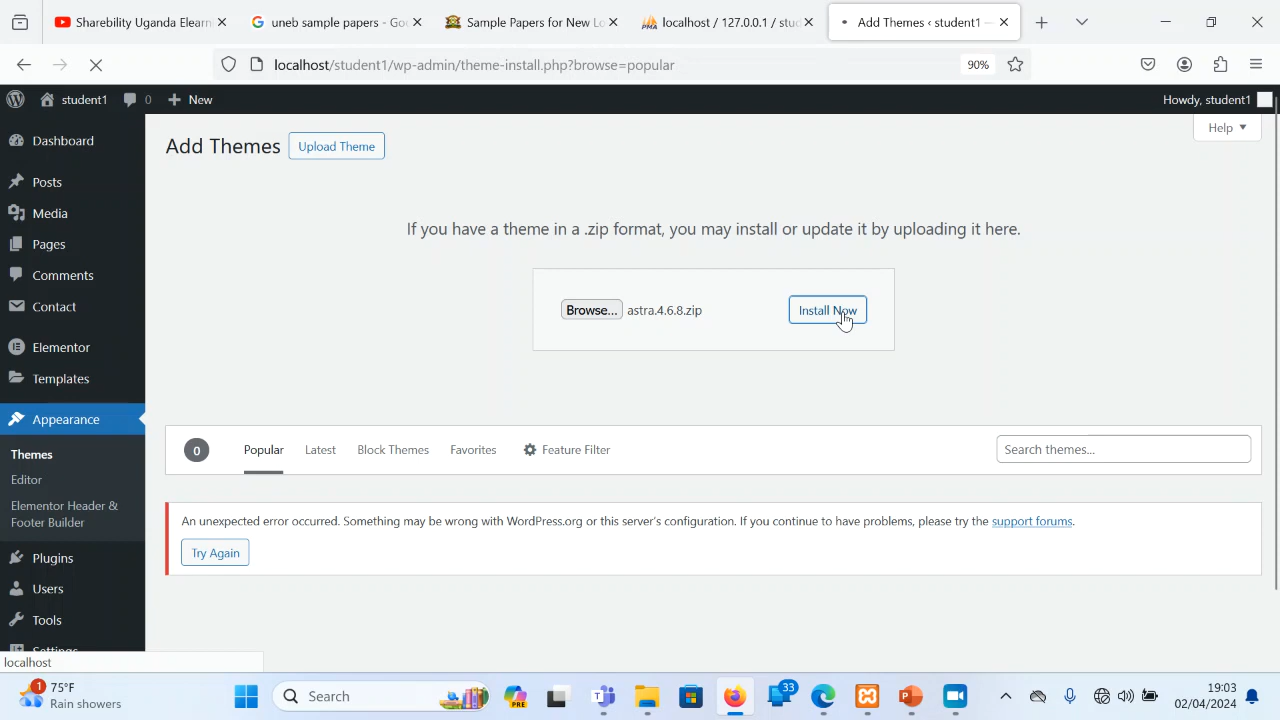 Sharebility Uganda Elearn
uneb sample papers - Goo
Sample Papers for New Lo
localhost / 127.0.0.1 / stud
Add Themes ‹ student1 —
localhost/student1/wp-admin/theme-install.php?browse=popular
90%
student1
0
New
Howdy, student1
Dashboard
Posts
Media
Pages
Comments
Contact
Elementor
Templates
Appearance
Themes
Editor
Elementor Header &
Footer Builder
Plugins
Users
Tools
Settings
Add Themes
Upload Theme
Help
If you have a theme in a .zip format, you may install or update it by uploading it here.
Browse... astra.4.6.8.zip
Install Now
0
Popular
Latest
Block Themes
Favorites
Feature Filter
Search themes...
An unexpected error occurred. Something may be wrong with WordPress.org or this server's configuration. If you continue to have problems, please try the support forums.
Try Again
localhost
1
75°F
Rain showers
Search
PRE
33
19:03
02/04/2024